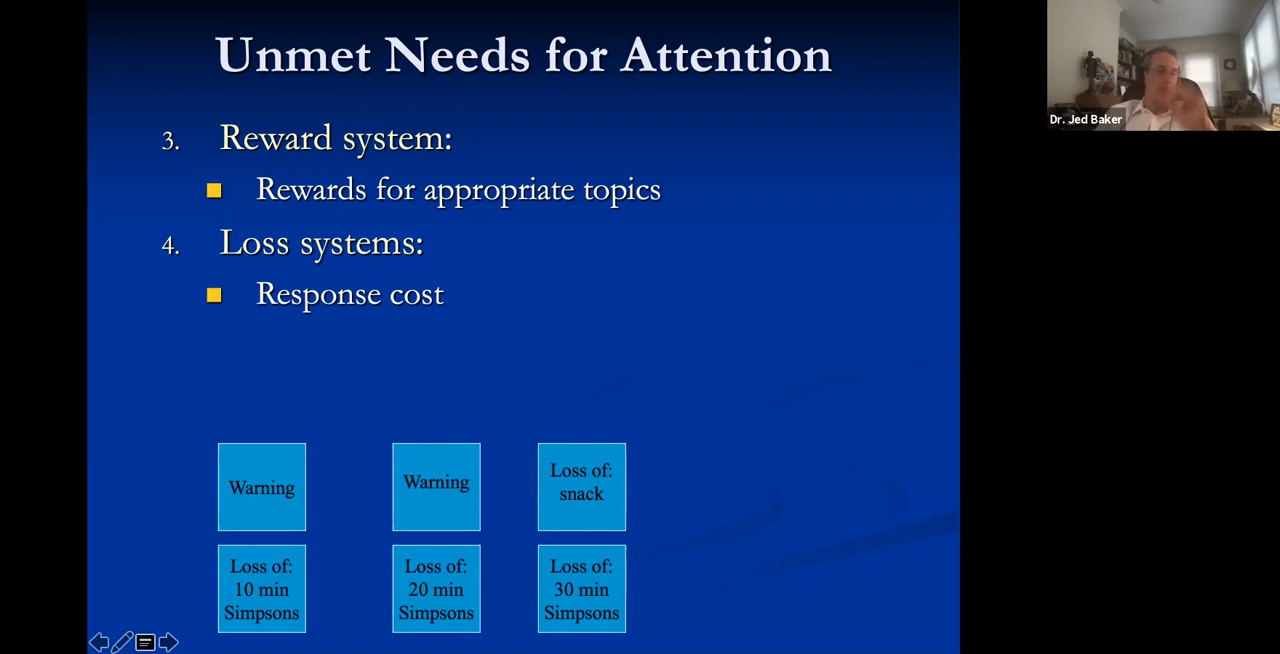 Unmet Needs for Attention
3. Reward system:
Rewards for appropriate topics
4. Loss systems:
Response cost
Warning
Warning
Loss of:
snack
Loss of:
10 min
Simpsons
Loss of:
20 min
Simpsons
Loss of:
30 min
Simpsons
Dr. Jed Baker